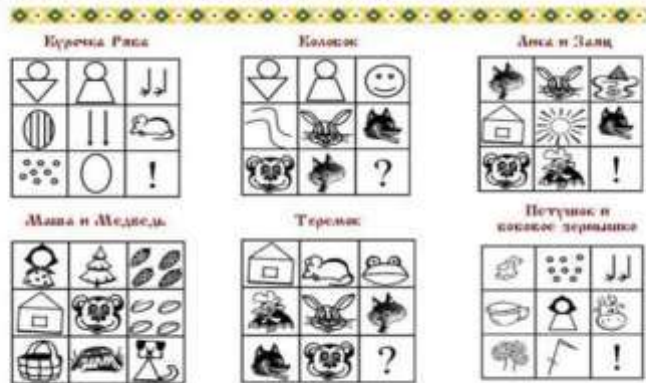 Курочка Ряба
Колобок
Лиса и Заяц
!
?
!
Маша и Медведь
Теремок
Петушок и
бобовое зернышко
?
!